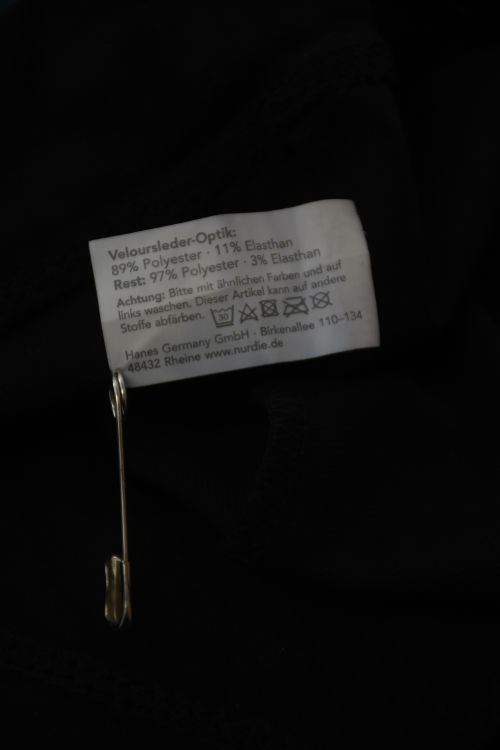 Veloursleder-Optik:
89% Polyester · 11% Elasthan
Rest: 97% Polyester · 3% Elasthan
Achtung: Bitte mit ähnlichen Farben und auf
links waschen. Dieser Artikel kann auf andere
Stoffe abfärben. 30
Hanes Germany GmbH · Birkenallee 110–134
48432 Rheine www.nurdie.de